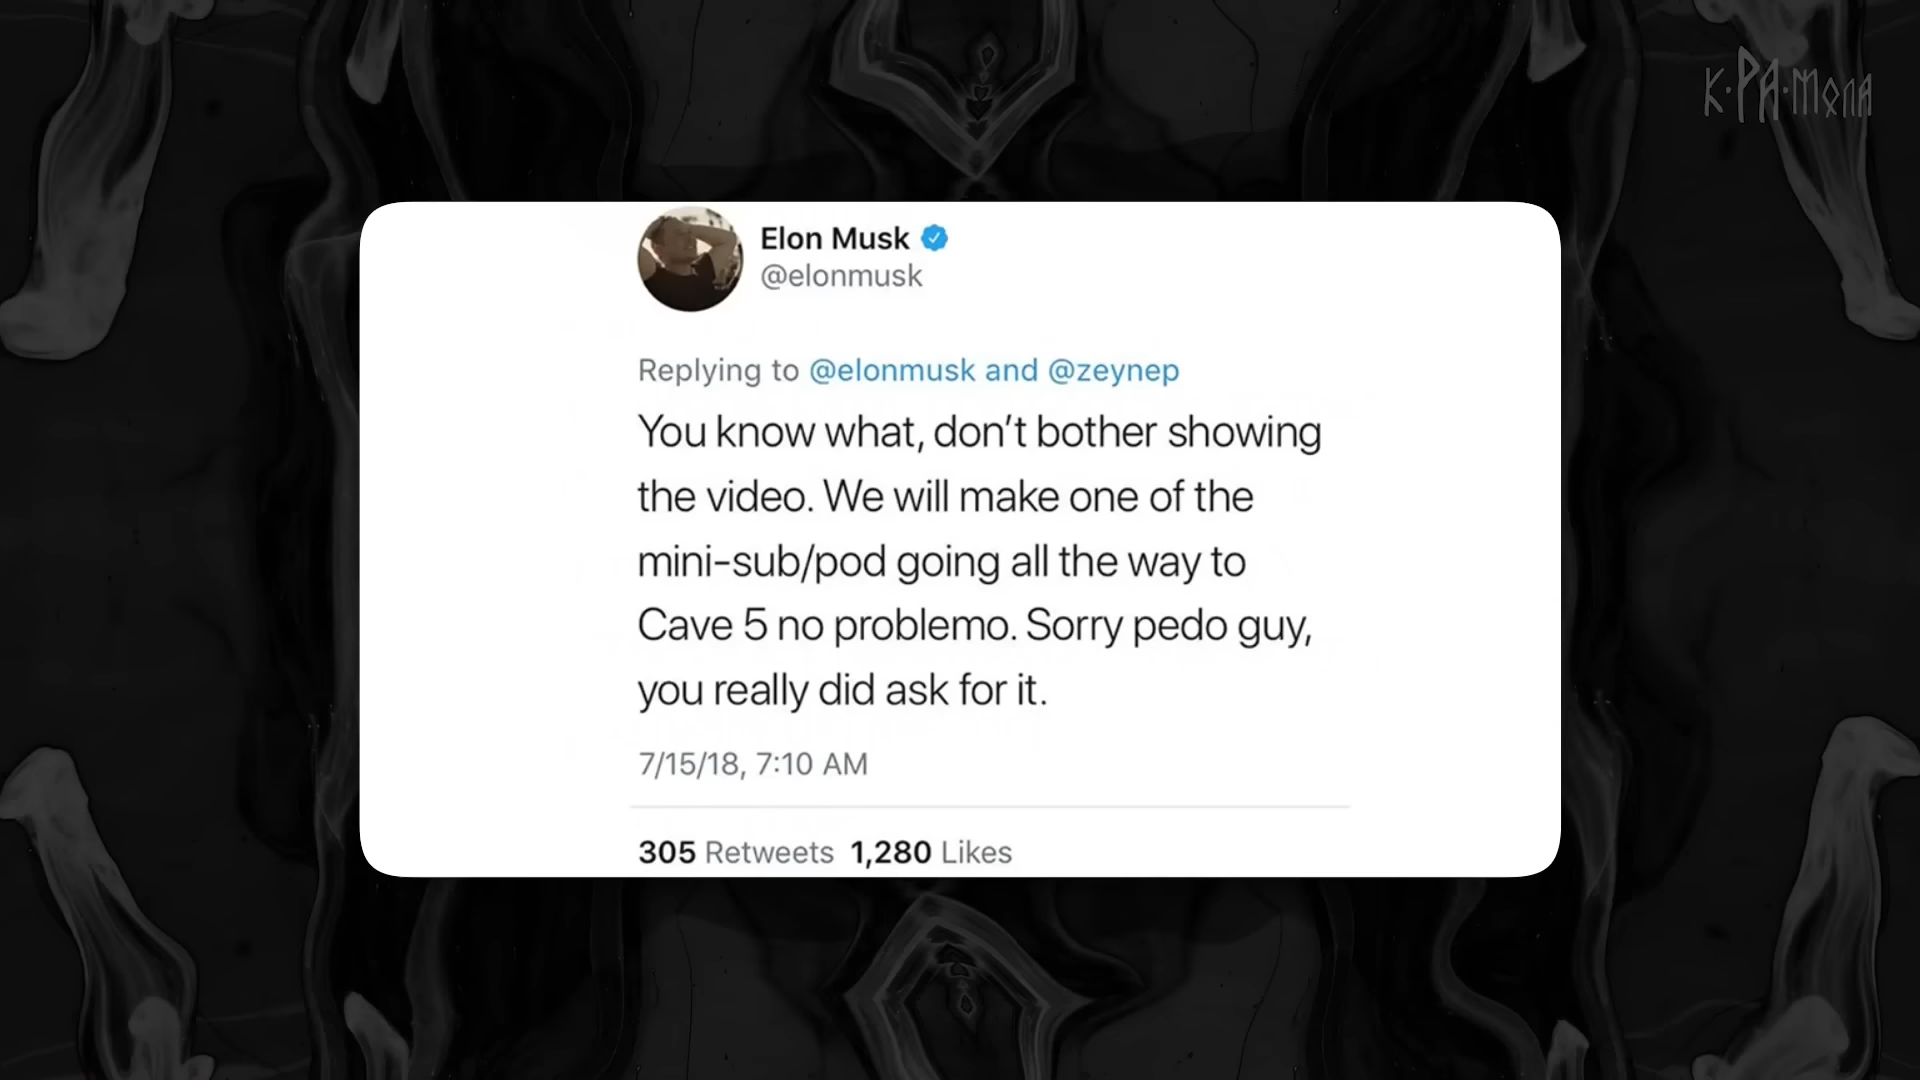 К·РА·МОЛА
Elon Musk
@elonmusk
Replying to @elonmusk and @zeynep
You know what, don’t bother showing
the video. We will make one of the
mini-sub/pod going all the way to
Cave 5 no problemo. Sorry pedo guy,
you really did ask for it.
7/15/18, 7:10 AM
305 Retweets 1,280 Likes